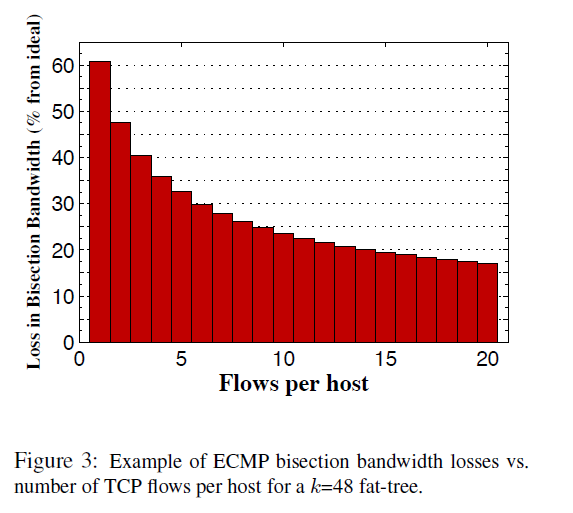 Loss in Bisection Bandwidth (% from ideal)
60
50
40
30
20
10
0
0 5 10 15 20
Flows per host
Figure 3: Example of ECMP bisection bandwidth losses vs.
number of TCP flows per host for a k=48 fat-tree.